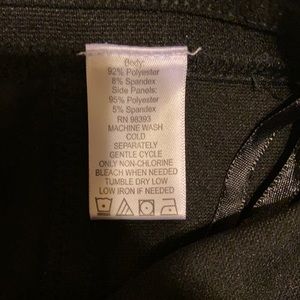 Body:
92% Polyester
8% Spandex
Side Panels:
95% Polyester
5% Spandex
RN 98393
MACHINE WASH
COLD
SEPARATELY
GENTLE CYCLE
ONLY NON-CHLORINE
BLEACH WHEN NEEDED
TUMBLE DRY LOW
LOW IRON IF NEEDED